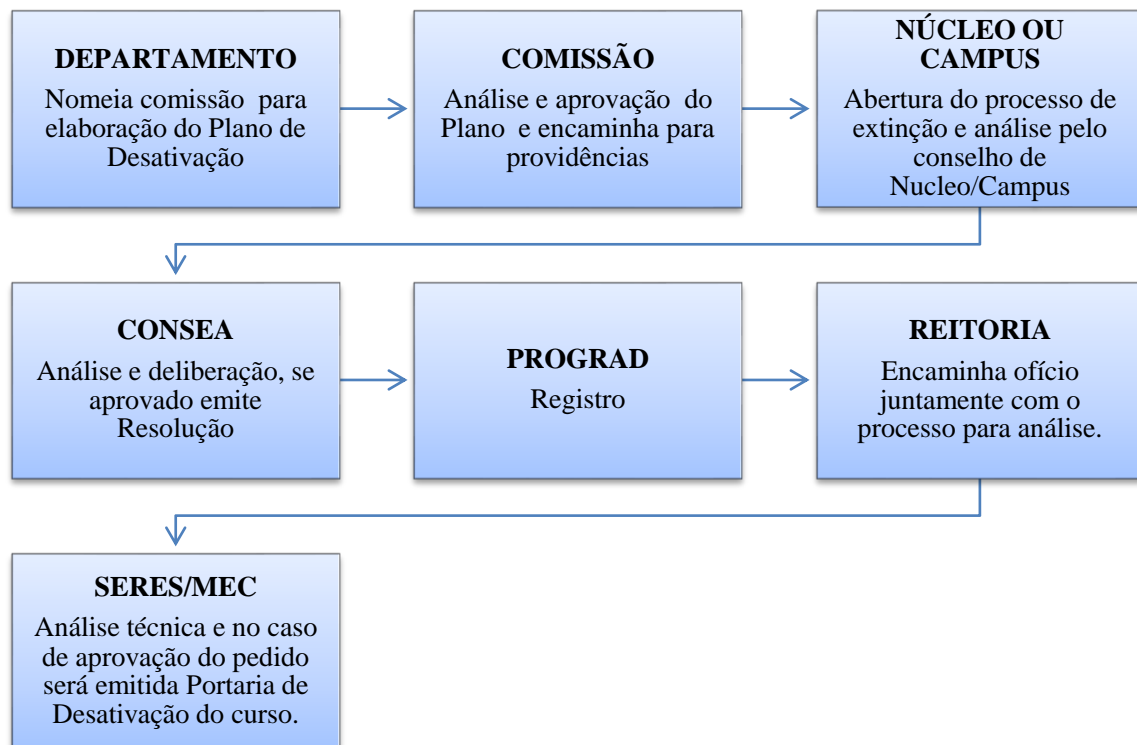 DEPARTAMENTO
Nomeia comissão para
elaboração do Plano de
Desativação
COMISSÃO
Análise e aprovação do
Plano e encaminha para
providências
NÚCLEO OU
CAMPUS
Abertura do processo de
extinção e análise pelo
conselho de
Nucleo/Campus
CONSEA
Análise e deliberação, se
aprovado emite
Resolução
PROGRAD
Registro
REITORIA
Encaminha ofício
juntamente com o
processo para análise.
SERES/MEC
Análise técnica e no caso
de aprovação do pedido
será emitida Portaria de
Desativação do curso.